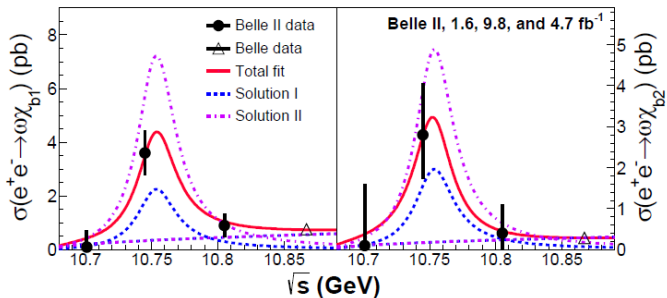 Belle II data
Belle data
Total fit
Solution I
Solution II
Belle II, 1.6, 9.8, and 4.7 fb⁻¹
σ(e⁺e⁻→ωχ_b1) (pb)
8
6
4
2
0
σ(e⁺e⁻→ωχ_b2) (pb)
5
4
3
2
1
0
10.7 10.75 10.8 10.85 10.7 10.75 10.8 10.85
√s (GeV)